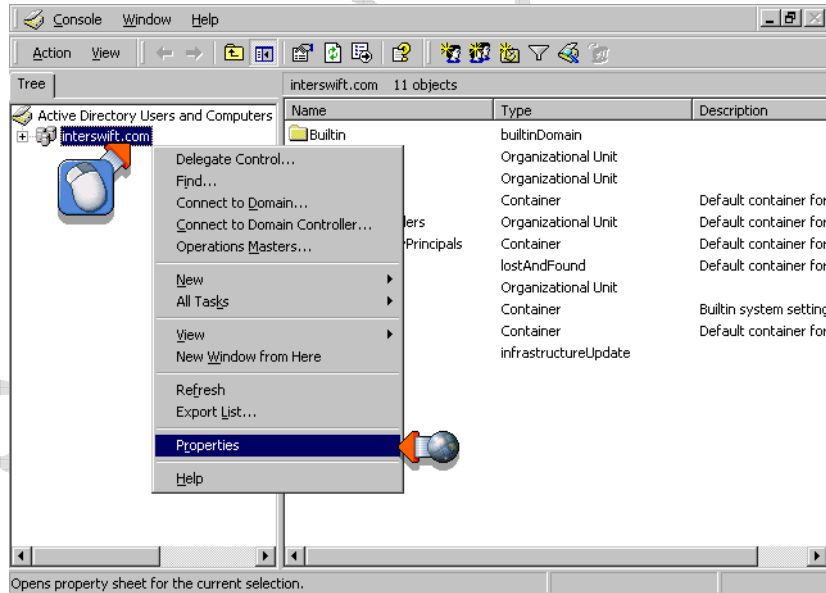 Console Window Help
Action View
Tree
interswift.com 11 objects
Active Directory Users and Computers
interswift.com
Name Type Description
Builtin builtinDomain
Organizational Unit
Organizational Unit
Container Default container for
lers Organizational Unit Default container for
Principals Container Default container for
lostAndFound Default container for
Organizational Unit
Container Builtin system setting
Container Default container for
infrastructureUpdate
Delegate Control...
Find...
Connect to Domain...
Connect to Domain Controller...
Operations Masters...
New
All Tasks
View
New Window from Here
Refresh
Export List...
Properties
Help
Opens property sheet for the current selection.